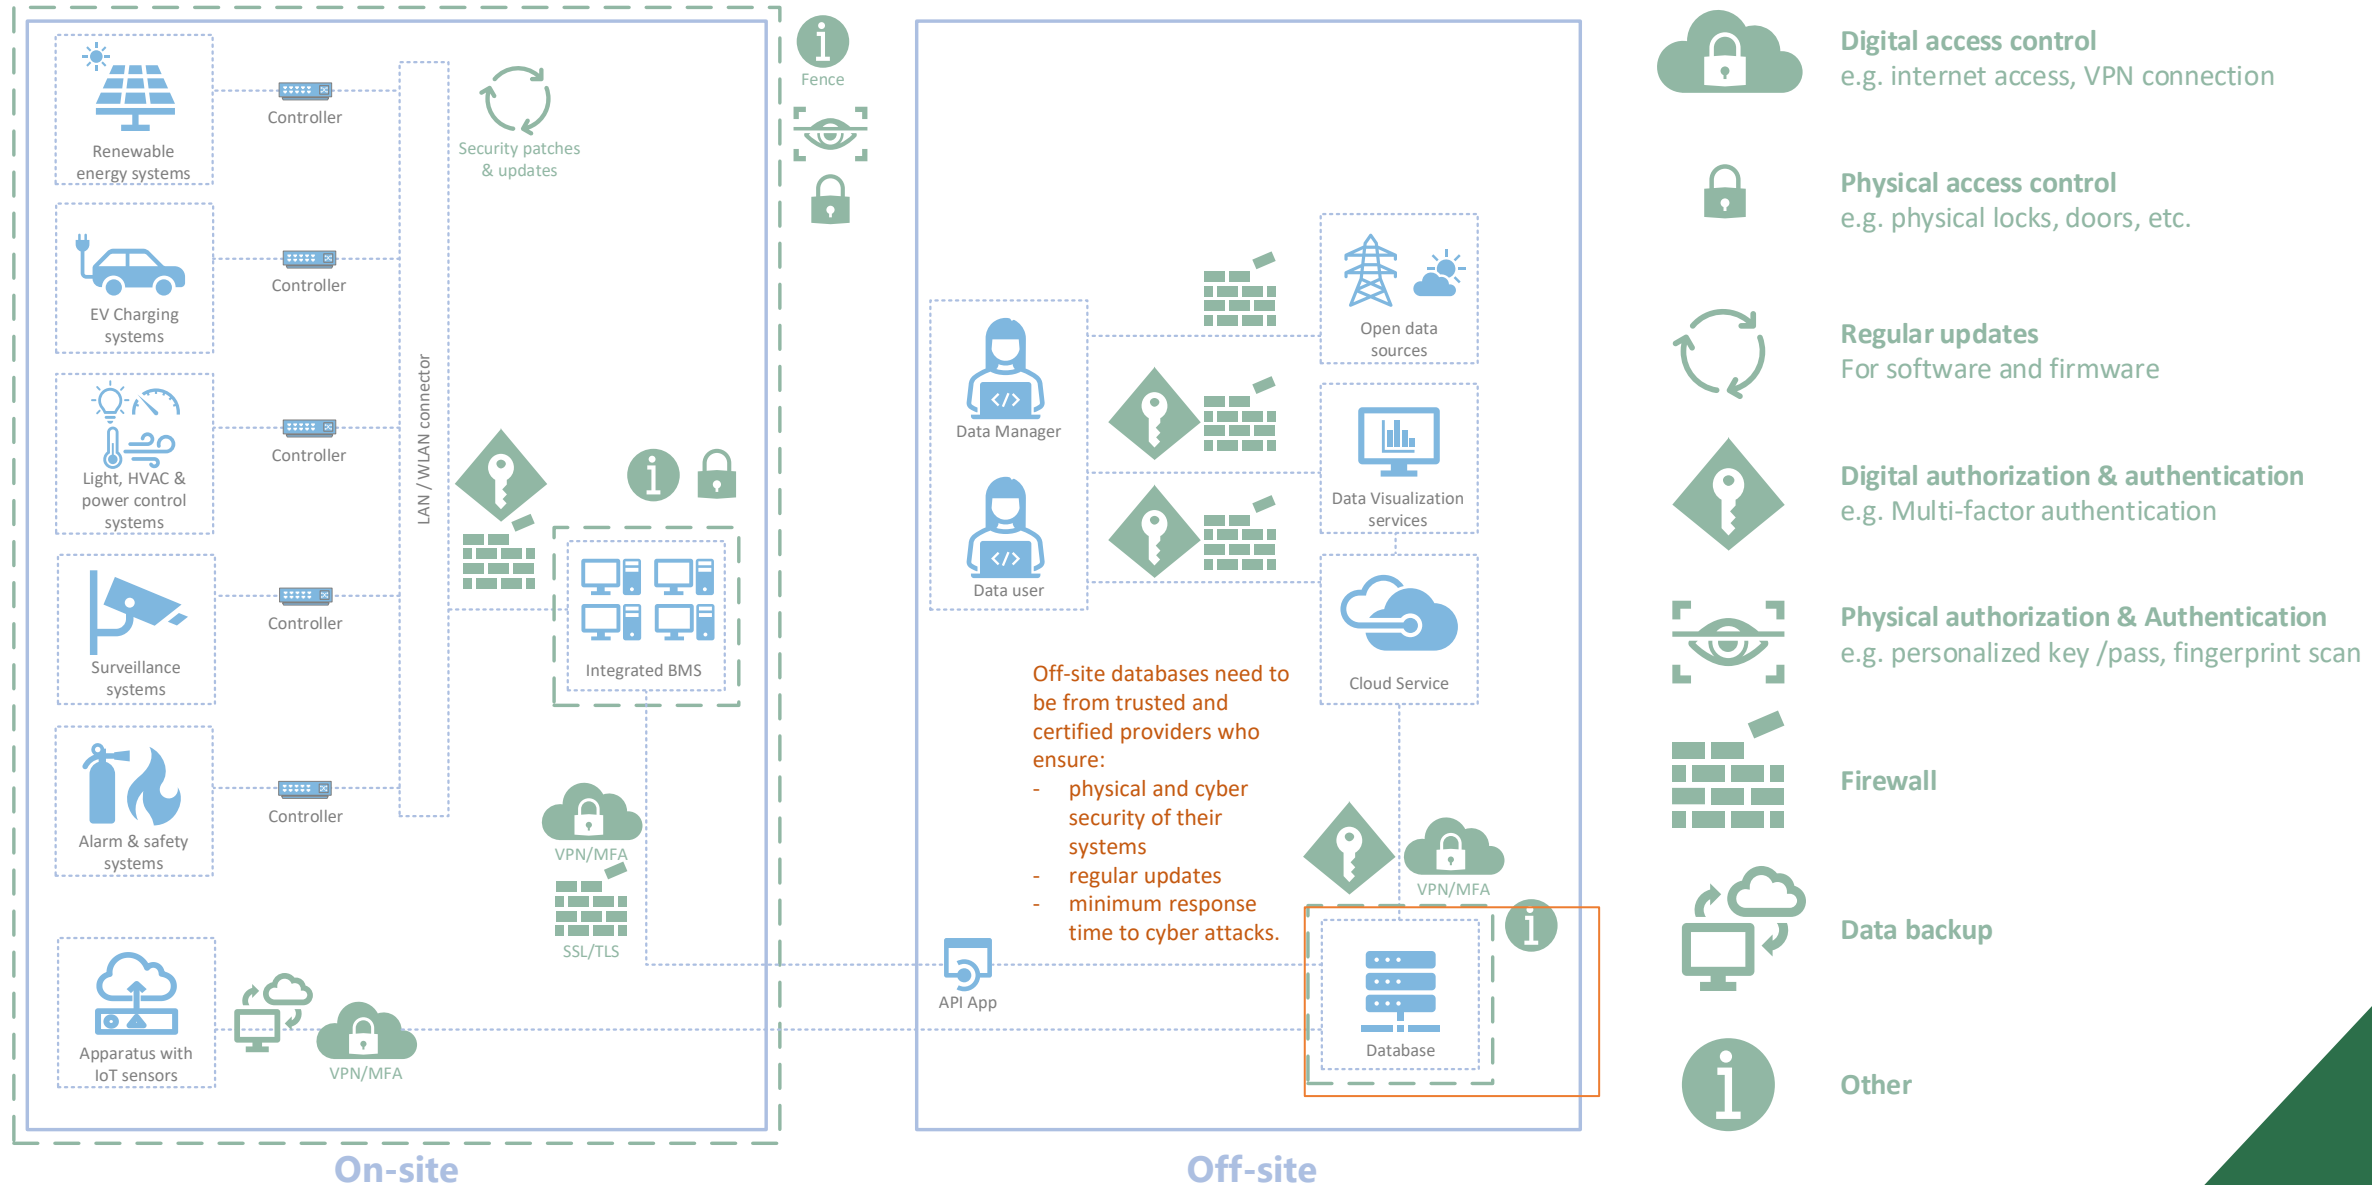 Renewable
energy systems
Controller
EV Charging
systems
Controller
Light, HVAC &
power control
systems
Controller
Surveillance
systems
Controller
Alarm & safety
systems
Controller
Apparatus with
IoT sensors
VPN/MFA
LAN / WLAN connector
Security patches
& updates
Integrated BMS
VPN/MFA
SSL/TLS
On-site
Fence
Data Manager
Data user
Open data
sources
Data Visualization
services
Cloud Service
Off-site databases need to
be from trusted and
certified providers who
ensure:
- physical and cyber
security of their
systems
- regular updates
- minimum response
time to cyber attacks.
VPN/MFA
API App
Database
Off-site
Digital access control
e.g. internet access, VPN connection
Physical access control
e.g. physical locks, doors, etc.
Regular updates
For software and firmware
Digital authorization & authentication
e.g. Multi-factor authentication
Physical authorization & Authentication
e.g. personalized key /pass, fingerprint scan
Firewall
Data backup
Other